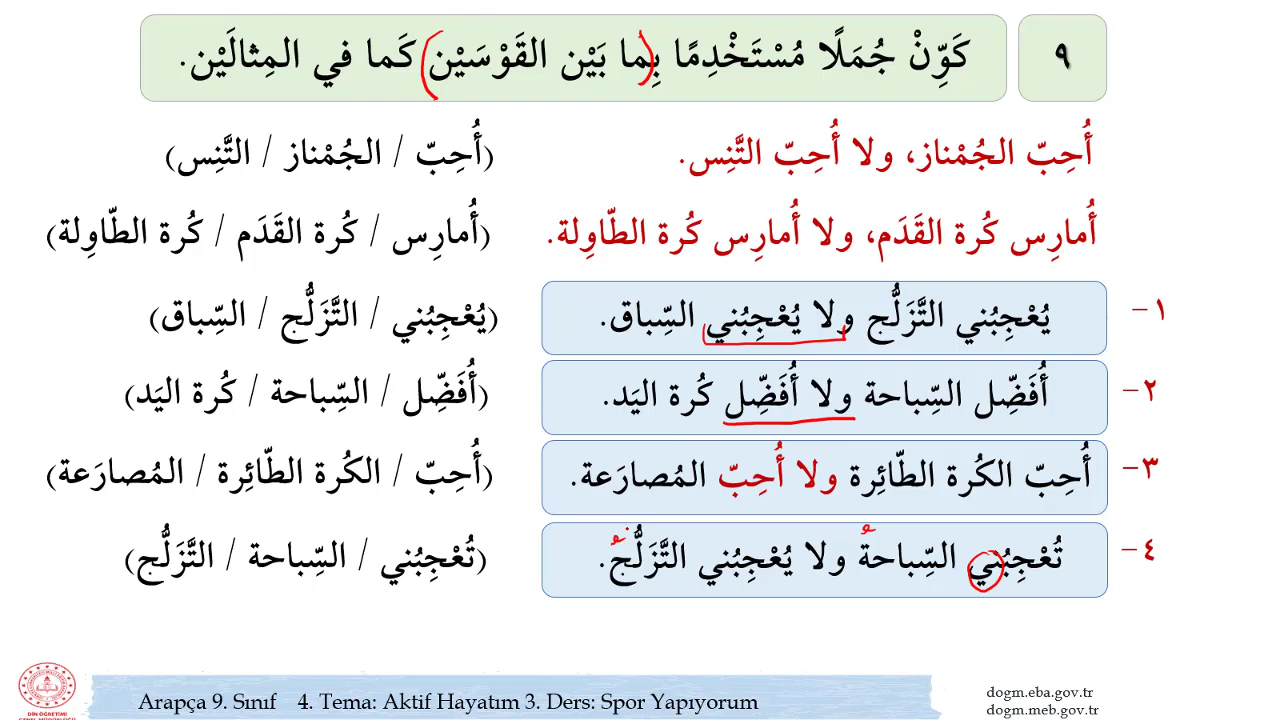 ٩
كَوِّنْ جُمَلًا مُسْتَخْدِمًا بِما بَيْن القَوْسَيْن كَما في المِثالَيْن.
أُحِبّ الجُمْناز، ولا أُحِبّ التَّنِس. (أُحِبّ / الجُمْناز / التَّنِس)
أُمارِس كُرة القَدَم، ولا أُمارِس كُرة الطّاوِلة. (أُمارِس / كُرة القَدَم / كُرة الطّاوِلة)
١- يُعْجِبُني التَّزَلُّج ولا يُعْجِبُني السِّباق. (يُعْجِبُني / التَّزَلُّج / السِّباق)
٢- أُفَضِّل السِّباحة ولا أُفَضِّل كُرة اليَد. (أُفَضِّل / السِّباحة / كُرة اليَد)
٣- أُحِبّ الكُرة الطّائِرة ولا أُحِبّ المُصارَعة. (أُحِبّ / الكُرة الطّائِرة / المُصارَعة)
٤- تُعْجِبُني السِّباحةُ ولا يُعْجِبُني التَّزَلُّجُ. (تُعْجِبُني / السِّباحة / التَّزَلُّج)
DİN ÖĞRETİMİ
GENEL MÜDÜRLÜĞÜ
Arapça 9. Sınıf 4. Tema: Aktif Hayatım 3. Ders: Spor Yapıyorum
dogm.eba.gov.tr
dogm.meb.gov.tr